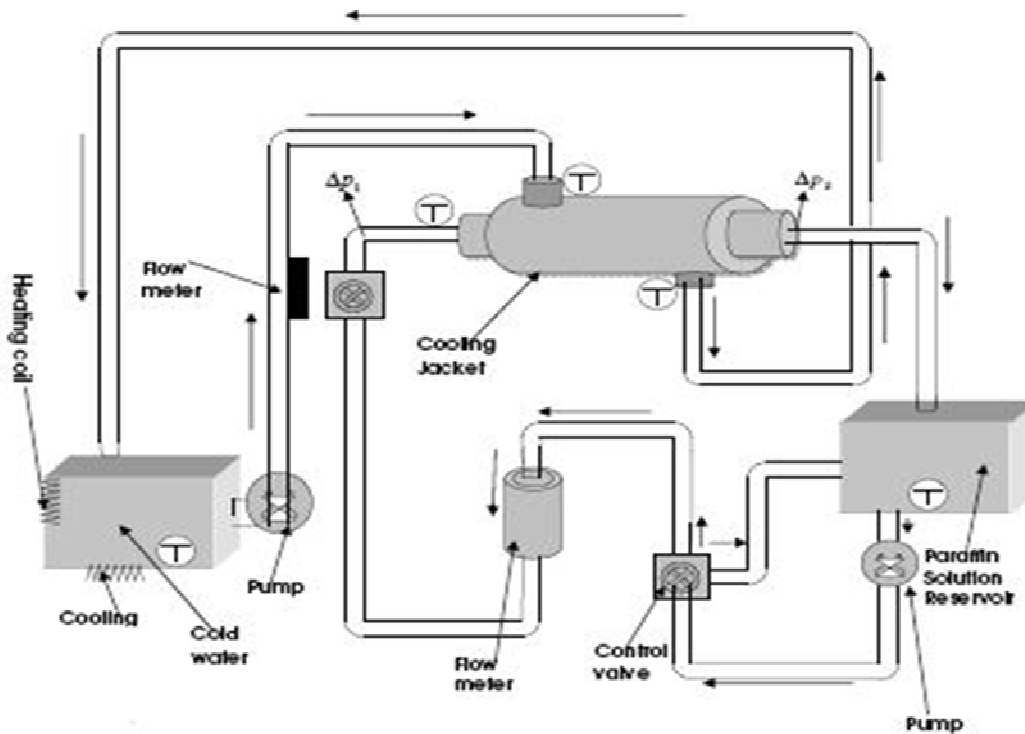 Δp₁
T
T
Δp₂
Flow
meter
Heating coil
T
Cooling
Jacket
T
T
Pump
Cooling
Cold
water
Flow
meter
Control
valve
Paraffin
Solution
Reservoir
Pump